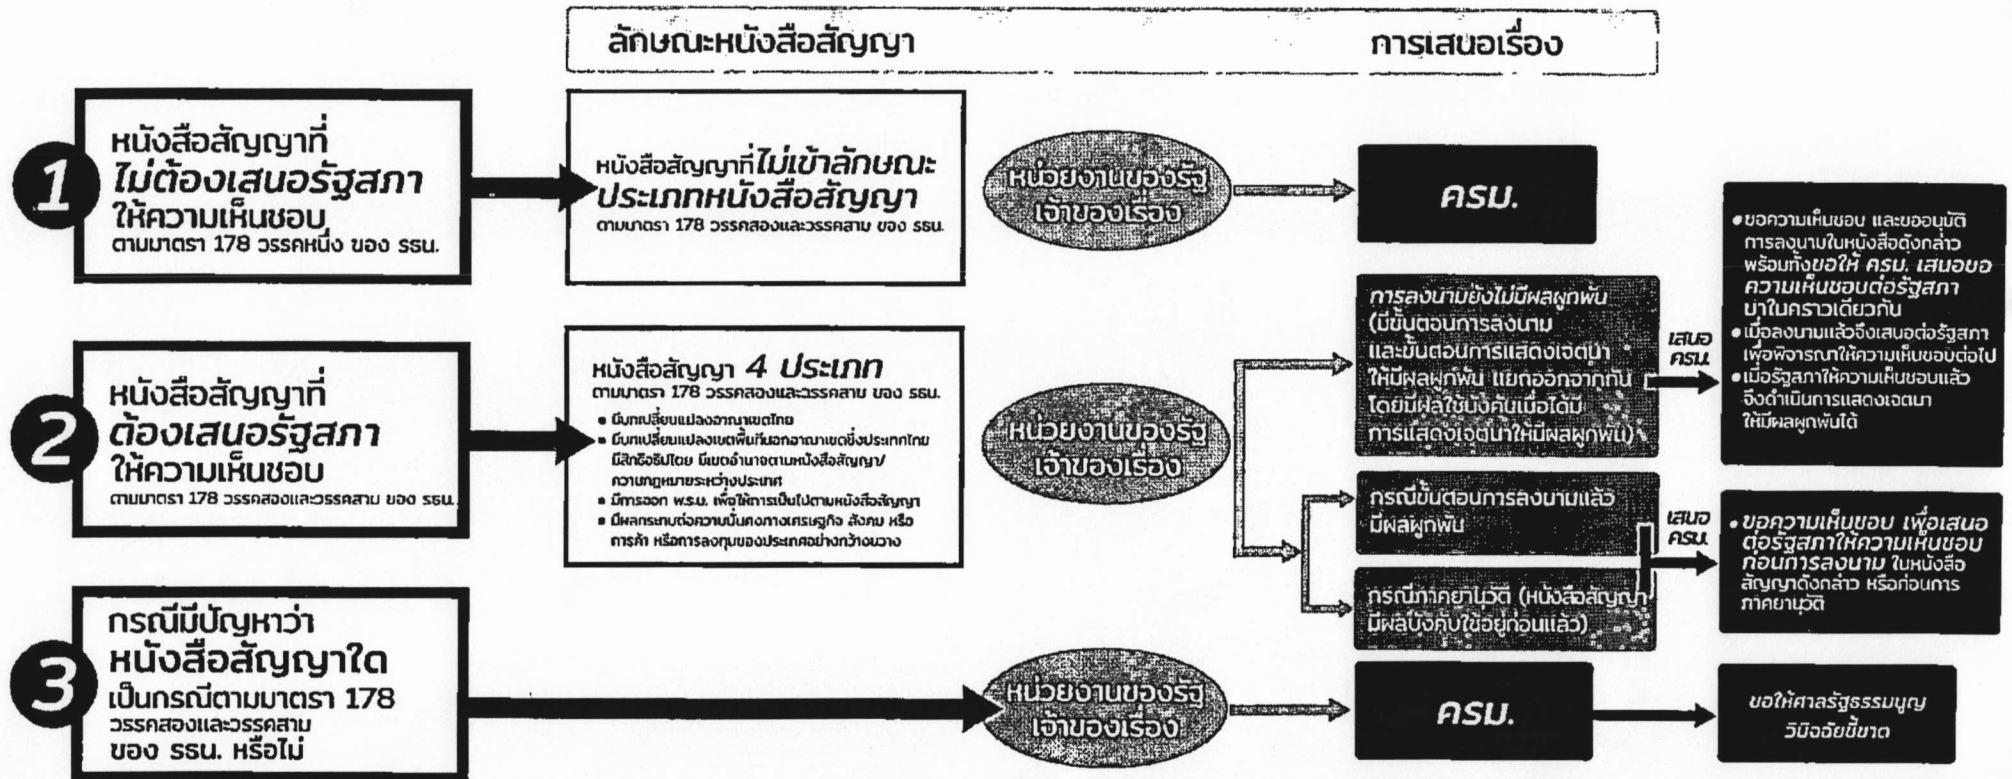 ลักษณะหนังสือสัญญา
การเสนอเรื่อง
1
หนังสือสัญญาที่
ไม่ต้องเสนอรัฐสภา
ให้ความเห็นชอบ
ตามมาตรา 178 วรรคหนึ่ง ของ รธน.
หนังสือสัญญาที่ไม่เข้าลักษณะ
ประเภทหนังสือสัญญา
ตามมาตรา 178 วรรคสองและวรรคสาม ของ รธน.
หน่วยงานของรัฐ
เจ้าของเรื่อง
ครม.
2
หนังสือสัญญาที่
ต้องเสนอรัฐสภา
ให้ความเห็นชอบ
ตามมาตรา 178 วรรคสองและวรรคสาม ของ รธน.
หนังสือสัญญา 4 ประเภท
ตามมาตรา 178 วรรคสองและวรรคสาม ของ รธน.
• มีบทเปลี่ยนแปลงอาณาเขตไทย
• มีบทเปลี่ยนแปลงเขตพื้นที่นอกอาณาเขตซึ่งประเทศไทย
มีสิทธิอธิปไตย มีเขตอำนาจตามหนังสือสัญญา/
ความกฎหมายระหว่างประเทศ
• มีการออก พ.ร.บ. เพื่อให้การเป็นไปตามหนังสือสัญญา
• มีผลกระทบต่อความมั่นคงทางเศรษฐกิจ สังคม หรือ
การค้า หรือการลงทุนของประเทศอย่างกว้างขวาง
หน่วยงานของรัฐ
เจ้าของเรื่อง
การลงนามยังไม่มีผลผูกพัน
(มีขั้นตอนการลงนาม
และขั้นตอนการแสดงเจตนา
ให้มีผลผูกพัน แยกออกจากกัน
โดยมีผลใช้บังคับเมื่อได้มี
การแสดงเจตนาให้มีผลผูกพัน)
เสนอ
ครม.
• ขอความเห็นชอบ และขออนุมัติ
การลงนามในหนังสือดังกล่าว
พร้อมทั้งขอให้ ครม. เสนอขอ
ความเห็นชอบต่อรัฐสภา
มาในคราวเดียวกัน
• เมื่อลงนามแล้วจึงเสนอต่อรัฐสภา
เพื่อพิจารณาให้ความเห็นชอบต่อไป
• เมื่อรัฐสภาให้ความเห็นชอบแล้ว
จึงดำเนินการแสดงเจตนา
ให้มีผลผูกพันได้
กรณีขั้นตอนการลงนามแล้ว
มีผลผูกพัน
กรณีภาคยานุวัติ (หนังสือสัญญา
มีผลบังคับใช้อยู่ก่อนแล้ว)
เสนอ
ครม.
• ขอความเห็นชอบ เพื่อเสนอ
ต่อรัฐสภาให้ความเห็นชอบ
ก่อนการลงนาม ในหนังสือ
สัญญาดังกล่าว หรือก่อนการ
ภาคยานุวัติ
3
กรณีมีปัญหาว่า
หนังสือสัญญาใด
เป็นกรณีตามมาตรา 178
วรรคสองและวรรคสาม
ของ รธน. หรือไม่
หน่วยงานของรัฐ
เจ้าของเรื่อง
ครม.
ขอให้ศาลรัฐธรรมนูญ
วินิจฉัยชี้ขาด